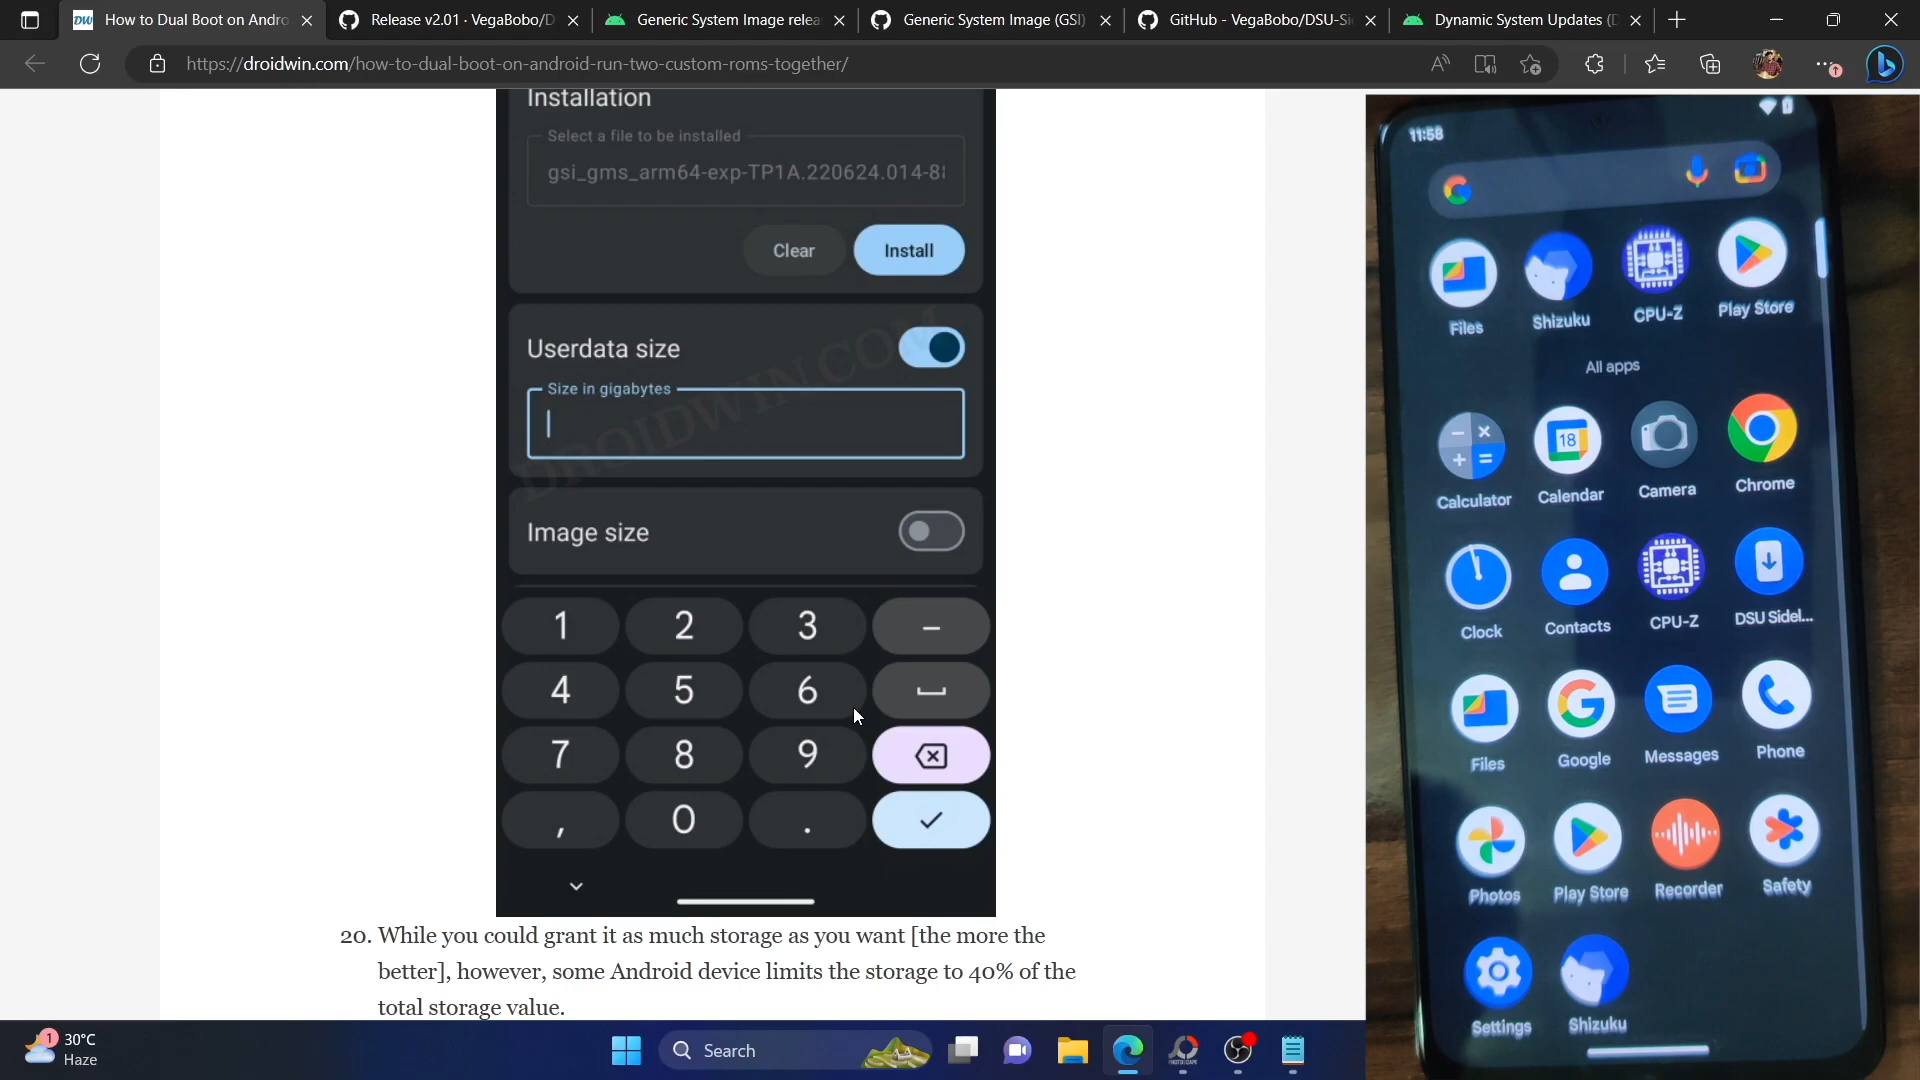 How to Dual Boot on Andro
Release v2.01 · VegaBobo/D
Generic System Image relea
Generic System Image (GSI)
GitHub - VegaBobo/DSU-Si
Dynamic System Updates (D
https://droidwin.com/how-to-dual-boot-on-android-run-two-custom-roms-together/
Installation
Select a file to be installed
gsi_gms_arm64-exp-TP1A.220624.014-88
Clear
Install
Userdata size
Size in gigabytes
DROIDWIN.COM
Image size
1 2 3 –
4 5 6
7 8 9
, 0 .
20. While you could grant it as much storage as you want [the more the
better], however, some Android device limits the storage to 40% of the
total storage value.
11:58
Files Shizuku CPU-Z Play Store
All apps
18
Calculator Calendar Camera Chrome
Clock Contacts CPU-Z DSU Sidel...
Files Google Messages Phone
Photos Play Store Recorder Safety
Settings Shizuku
1
30°C
Haze
Search